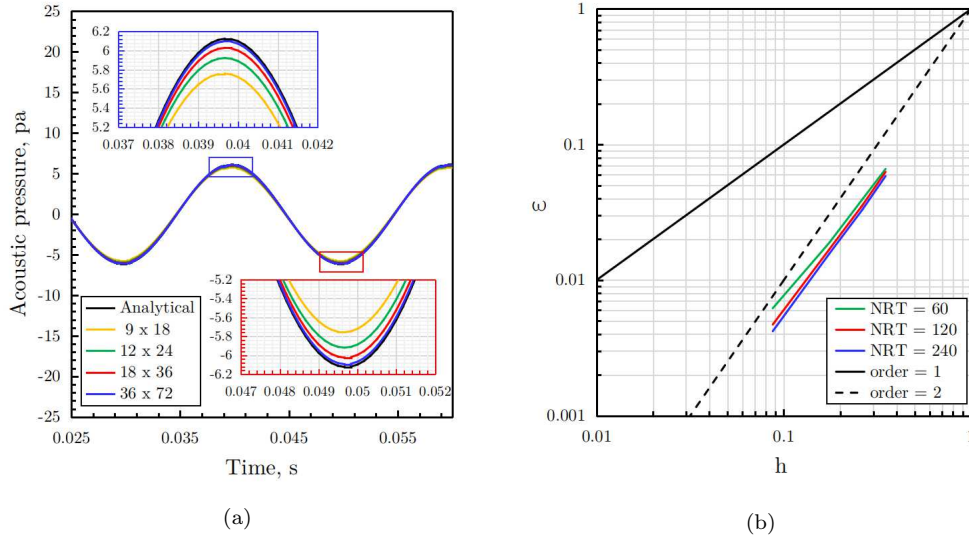 25
20
15
10
5
0
-5
-10
-15
-20
-25
Acoustic pressure, pa
6.2
6
5.8
5.6
5.4
5.2
0.037 0.038 0.039 0.04 0.041 0.042
-5.2
-5.4
-5.6
-5.8
-6
-6.2
0.047 0.048 0.049 0.05 0.051 0.052
Analytical
9 x 18
12 x 24
18 x 36
36 x 72
0.025 0.035 0.045 0.055
Time, s
(a)
1
0.1
0.01
0.001
ω
NRT = 60
NRT = 120
NRT = 240
order = 1
order = 2
0.01 0.1 1
h
(b)